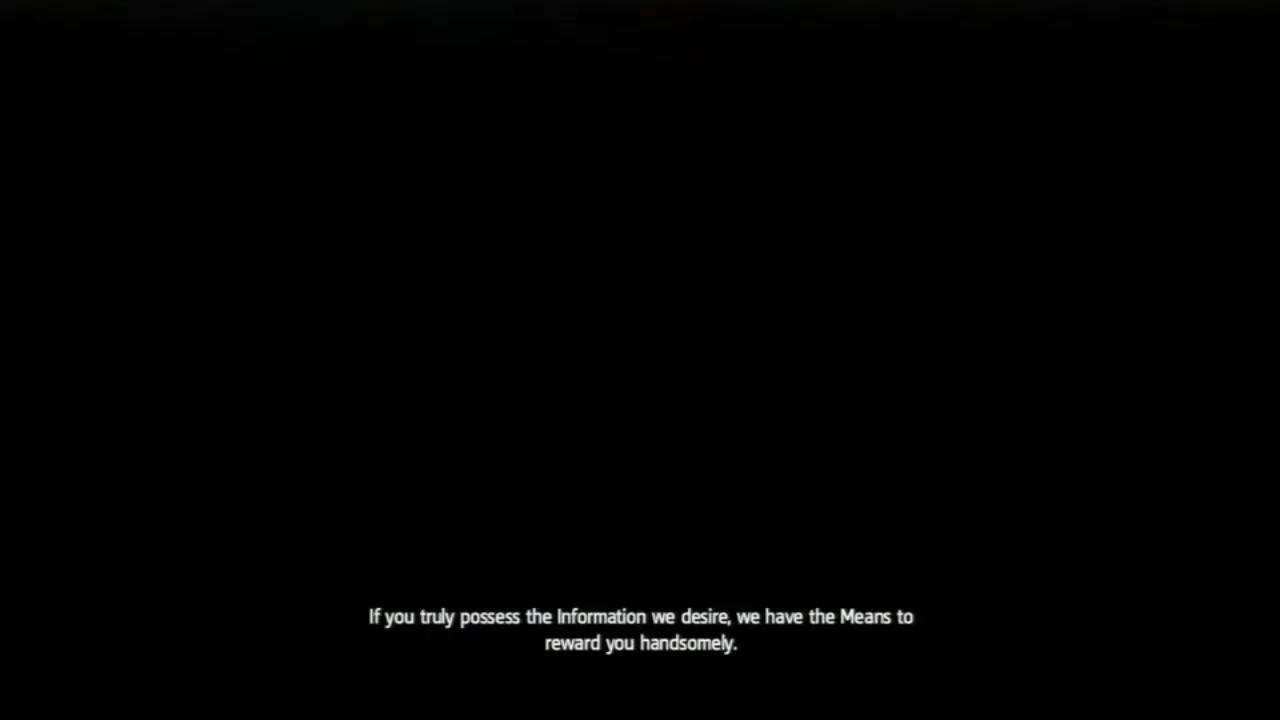 If you truly possess the Information we desire, we have the Means to
reward you handsomely.